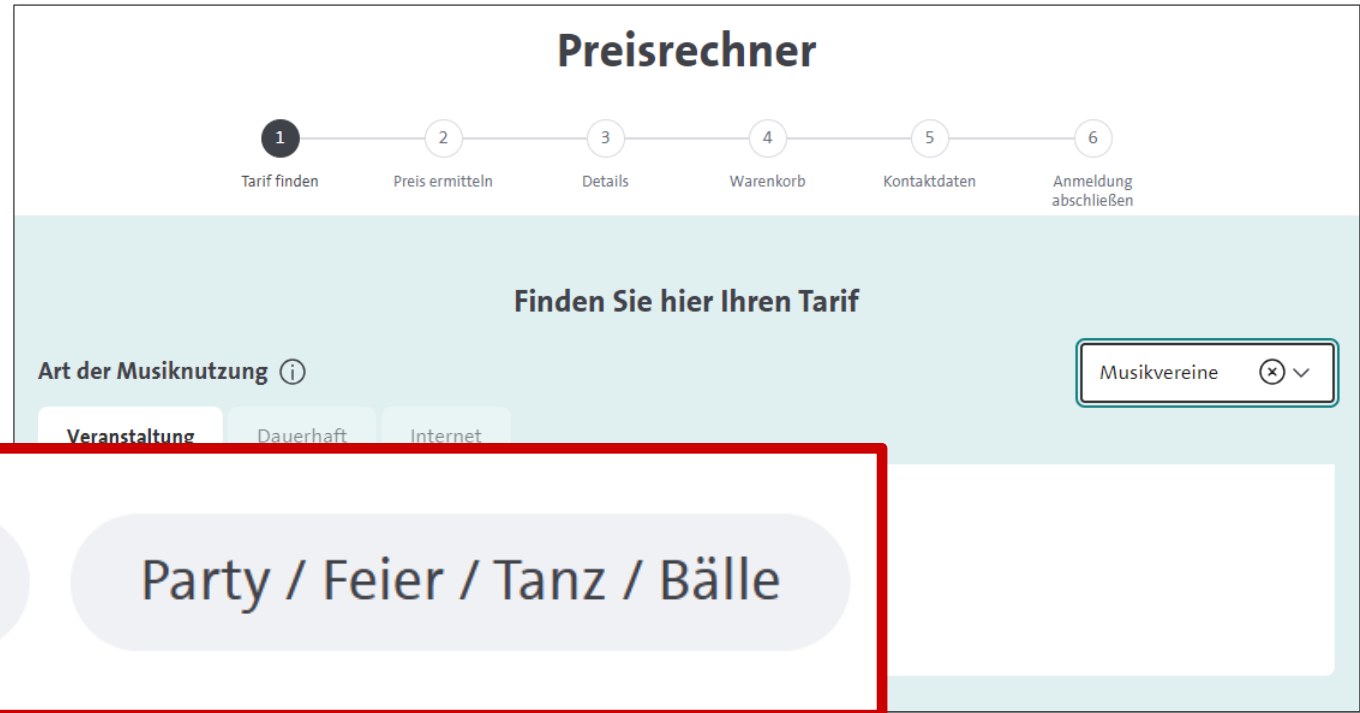 Preisrechner
1 2 3 4 5 6
Tarif finden Preis ermitteln Details Warenkorb Kontaktdaten Anmeldung
abschließen
Finden Sie hier Ihren Tarif
Art der Musiknutzung i
Musikvereine
Veranstaltung Dauerhaft Internet
Party / Feier / Tanz / Bälle